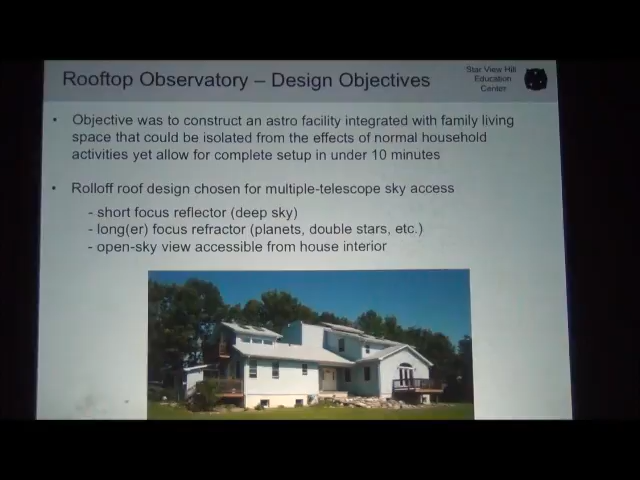 Rooftop Observatory – Design Objectives
Star View Hill
Education
Center
• Objective was to construct an astro facility integrated with family living
space that could be isolated from the effects of normal household
activities yet allow for complete setup in under 10 minutes
• Rolloff roof design chosen for multiple-telescope sky access
- short focus reflector (deep sky)
- long(er) focus refractor (planets, double stars, etc.)
- open-sky view accessible from house interior